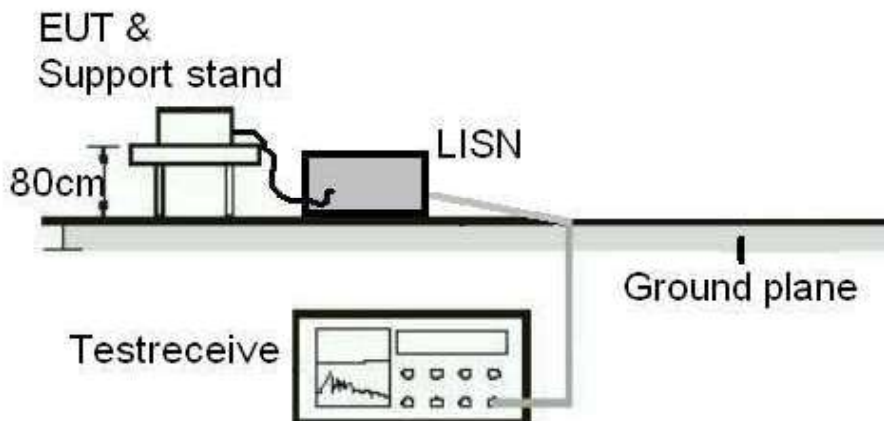 EUT &
Support stand
LISN
80cm
Ground plane
Testreceive